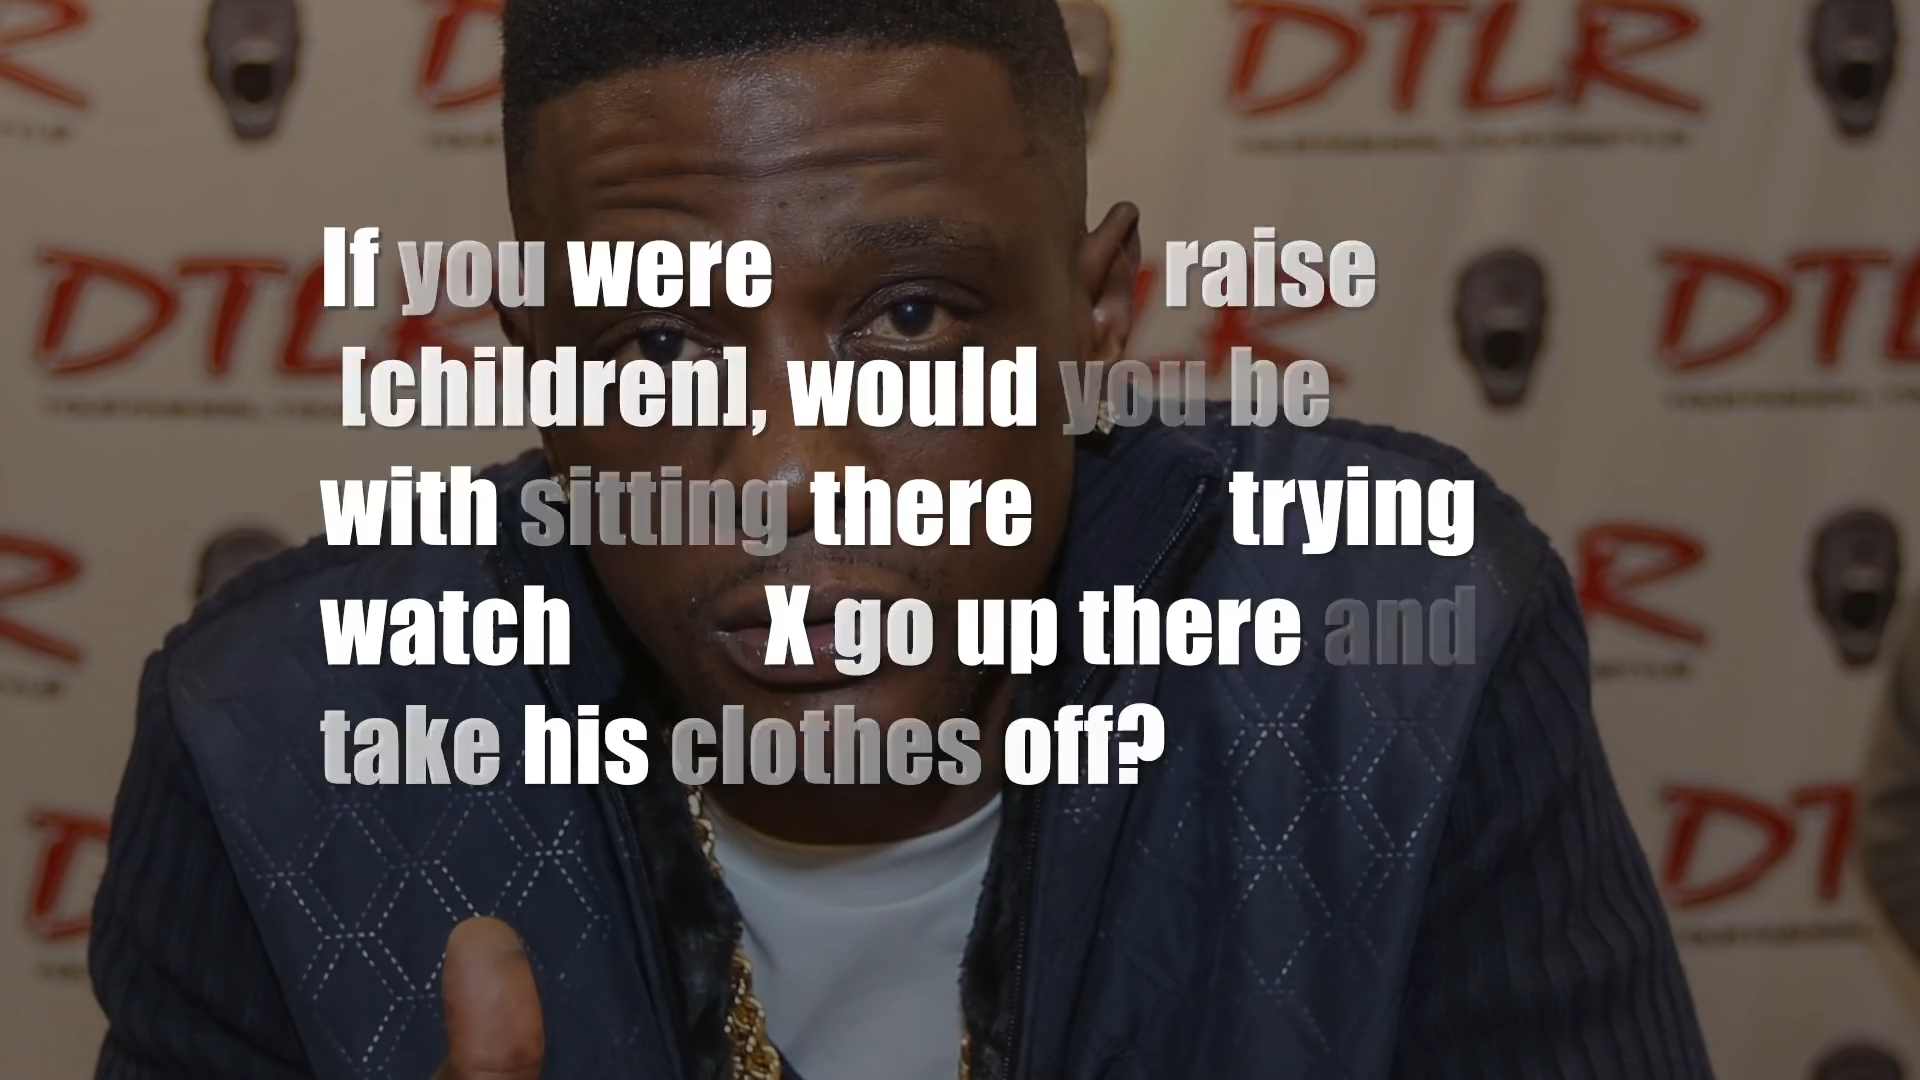 DTLR
If you were raise
[children], would you be
with sitting there trying
watch X go up there and
take his clothes off?
DTLR
DTLR
DTLR